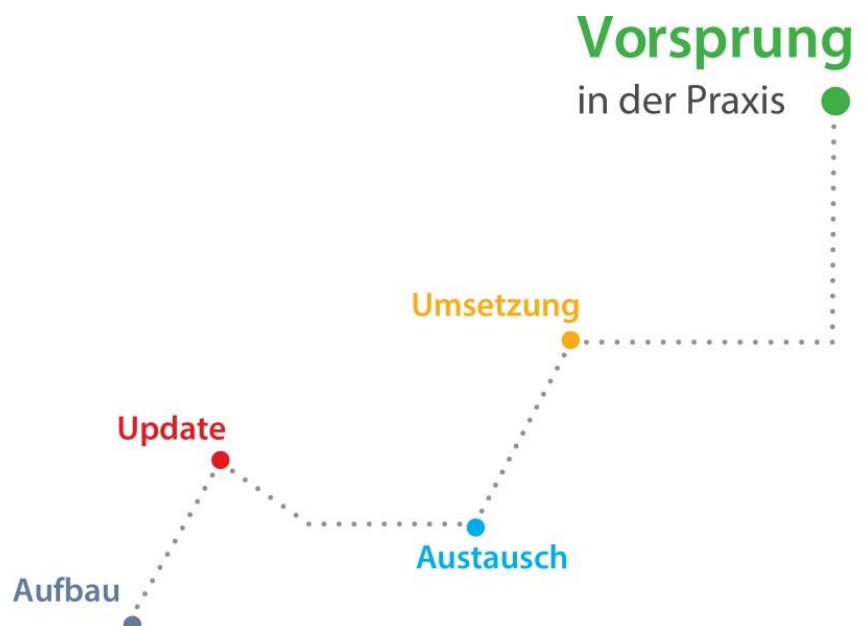 Vorsprung
in der Praxis
Umsetzung
Update
Austausch
Aufbau